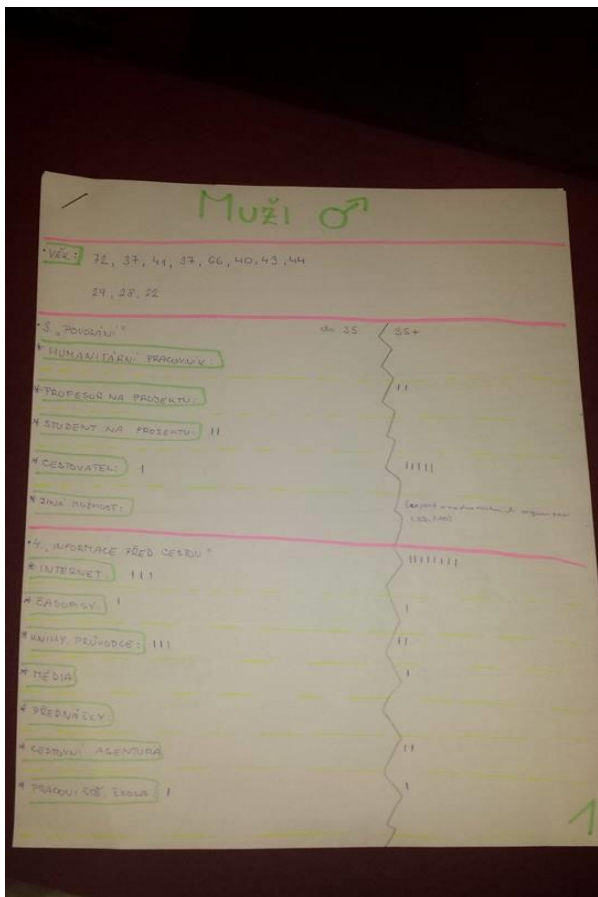 Muži ♂
• VĚK: 72, 37, 41, 37, 66, 40, 43, 44
29, 28, 22
• 3. „POVOLÁNÍ" do 35 35+
* HUMANITÁRNÍ PRACOVNÍK:
* PROFESOR NA PROJEKTU: II
* STUDENT NA PROJEKTU: II
* CESTOVATEL: I IIIII
* JINÁ MOŽNOST:
• 4. „INFORMACE PŘED CESTOU"
* INTERNET: III IIIIIIII
* ČASOPISY: I I
* KNIHY, PRŮVODCE: III II
* MÉDIA I
* PŘEDNÁŠKY
* CESTOVNÍ AGENTURA II
* PRACOVNÍ ŠKOLA: I I
1